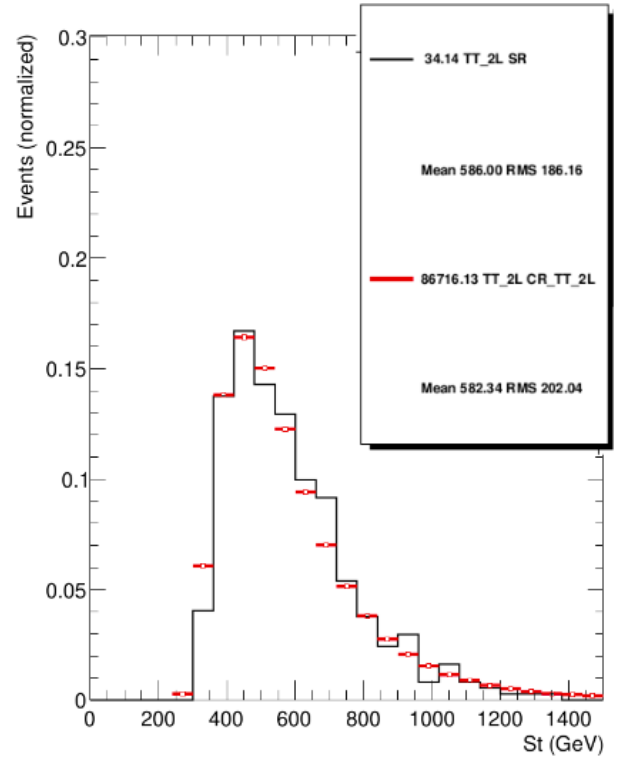 Events (normalized)
0.3
0.25
0.2
0.15
0.1
0.05
0
34.14 TT_2L SR
Mean 586.00 RMS 186.16
86716.13 TT_2L CR_TT_2L
Mean 582.34 RMS 202.04
0 200 400 600 800 1000 1200 1400
St (GeV)